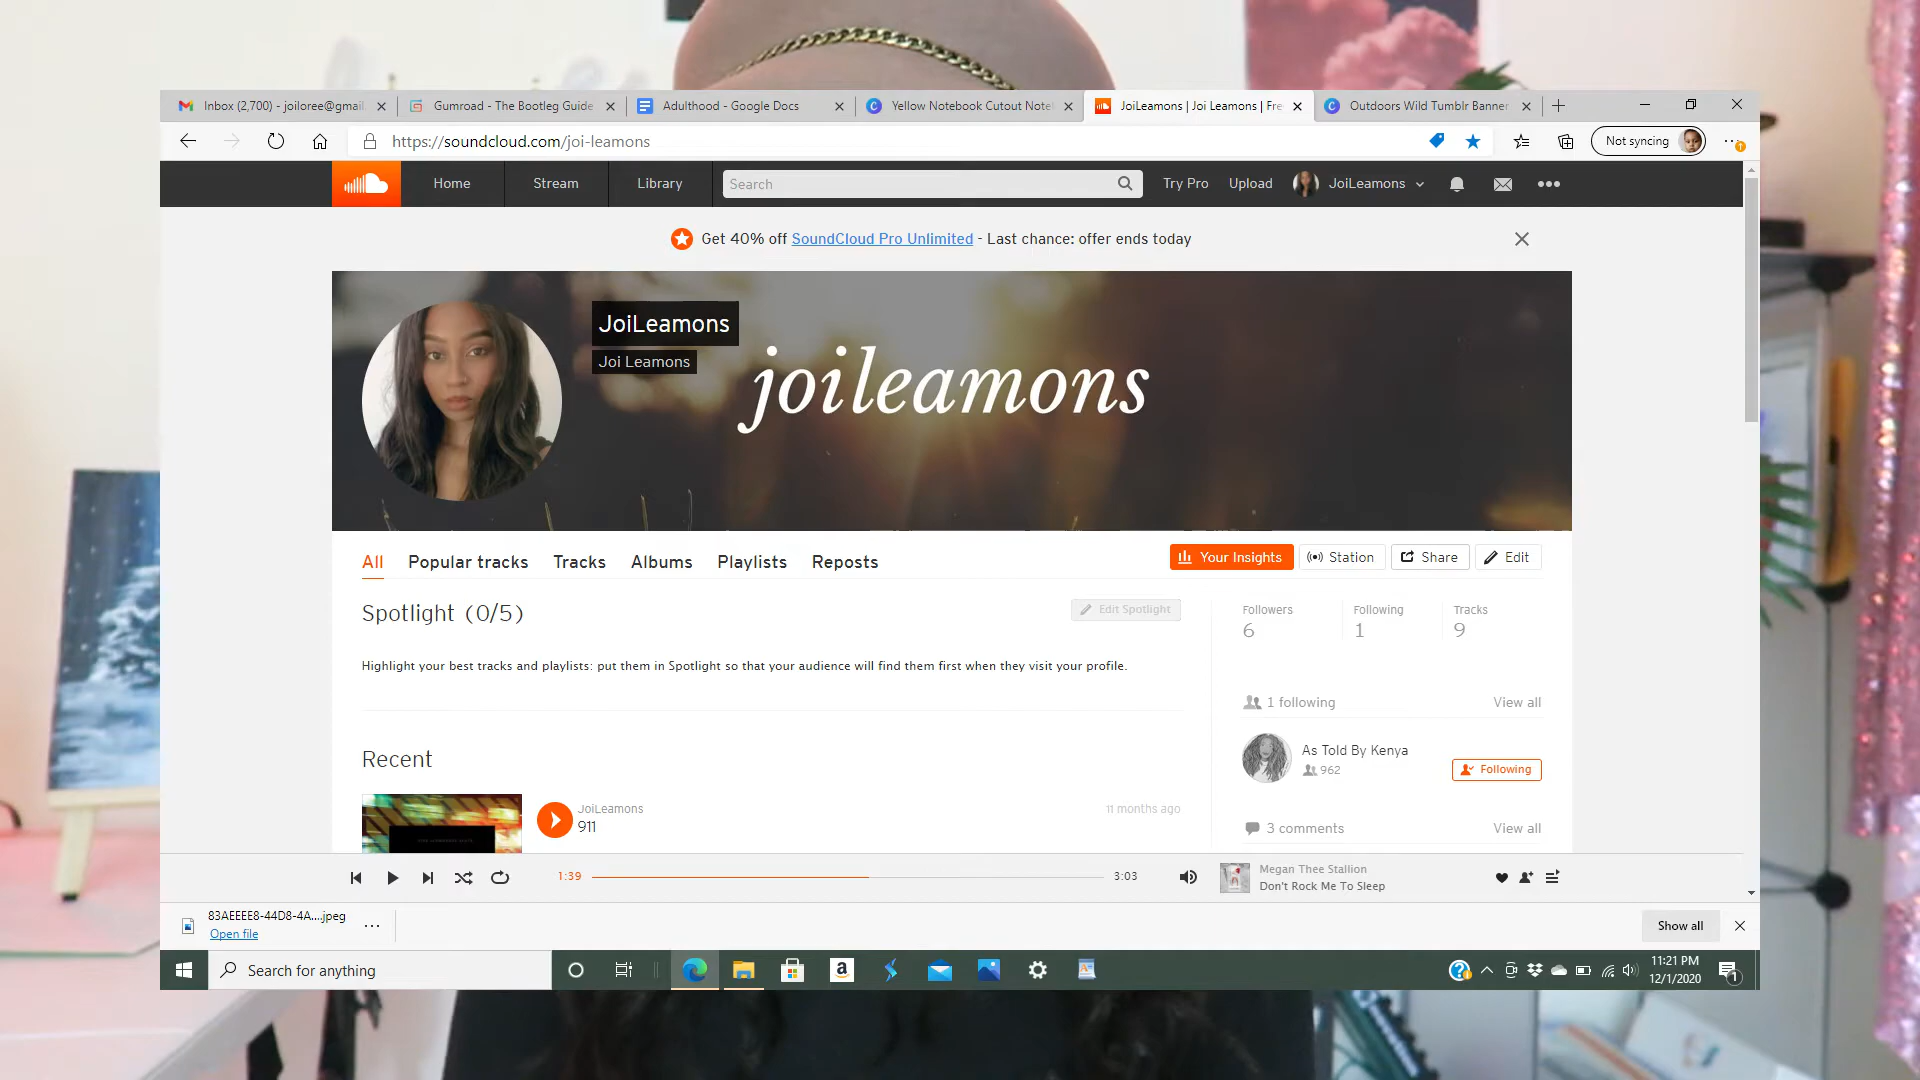 Inbox (2,700) - joiloree@gmail
Gumroad - The Bootleg Guide
Adulthood - Google Docs
Yellow Notebook Cutout Note
JoiLeamons | Joi Leamons | Fre
Outdoors Wild Tumblr Banner
https://soundcloud.com/joi-leamons
Not syncing
Home
Stream
Library
Search
Try Pro
Upload
JoiLeamons
Get 40% off SoundCloud Pro Unlimited - Last chance: offer ends today
JoiLeamons
Joi Leamons
joileamons
All
Popular tracks
Tracks
Albums
Playlists
Reposts
Your Insights
Station
Share
Edit
Spotlight (0/5)
Edit Spotlight
Highlight your best tracks and playlists: put them in Spotlight so that your audience will find them first when they visit your profile.
Followers
6
Following
1
Tracks
9
1 following
View all
As Told By Kenya
962
Following
3 comments
View all
Recent
JoiLeamons
911
11 months ago
1:39
3:03
Megan Thee Stallion
Don't Rock Me To Sleep
83AEEEE8-44D8-4A....jpeg
Open file
Show all
Search for anything
11:21 PM
12/1/2020
1